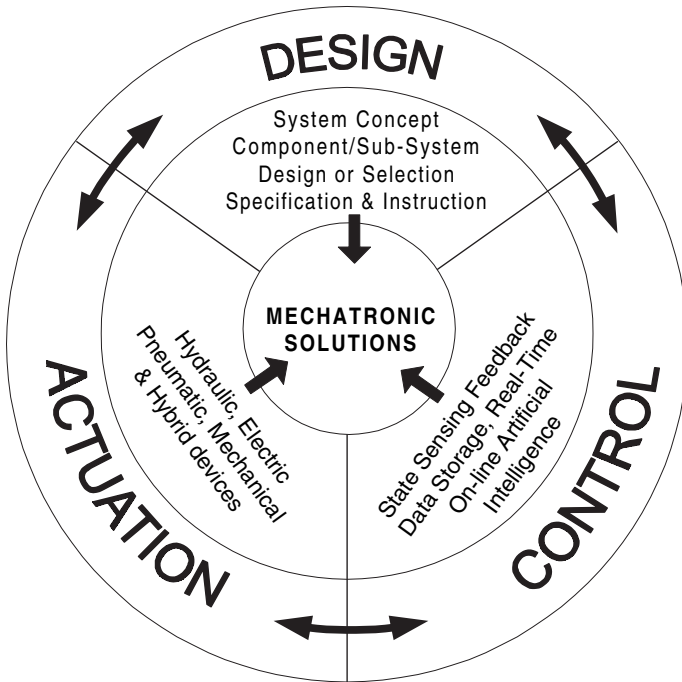 DESIGN
System Concept
Component/Sub-System
Design or Selection
Specification & Instruction
MECHATRONIC
SOLUTIONS
ACTUATION
Hydraulic, Electric
Pneumatic, Mechanical
& Hybrid devices
State Sensing Feedback
Data Storage, Real-Time
On-line Artificial
Intelligence
CONTROL